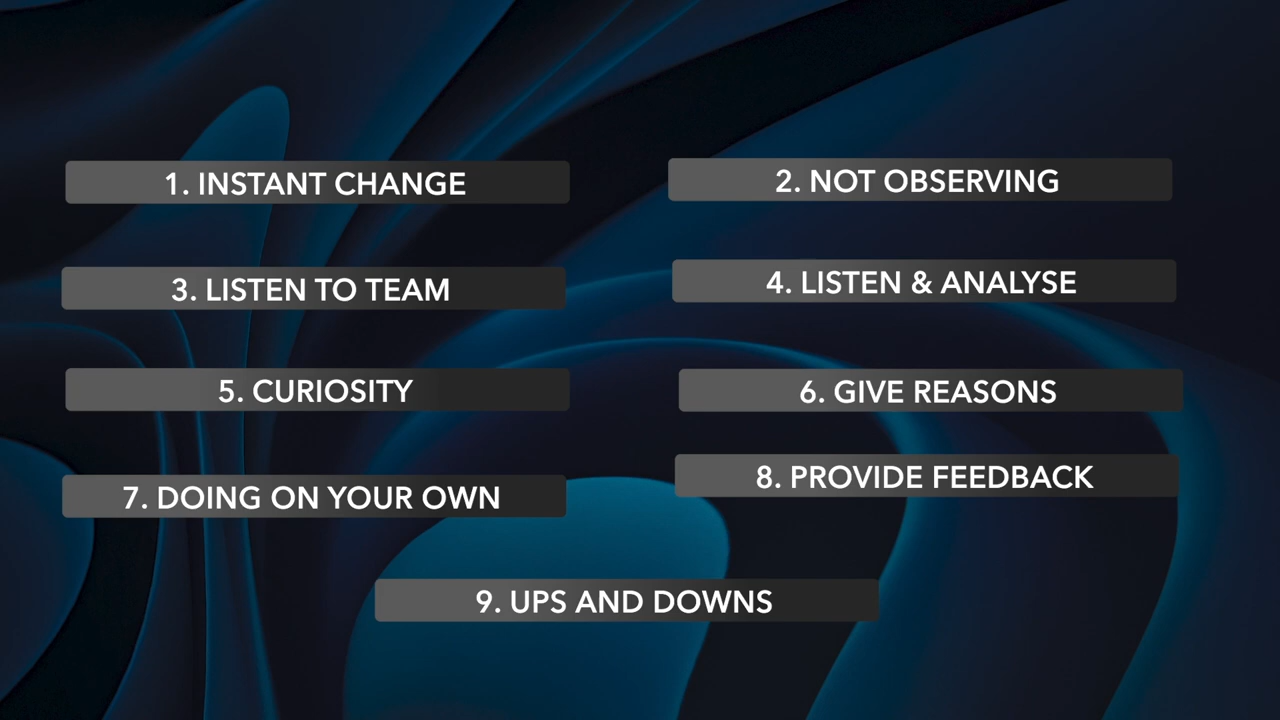 1. INSTANT CHANGE
2. NOT OBSERVING
3. LISTEN TO TEAM
4. LISTEN & ANALYSE
5. CURIOSITY
6. GIVE REASONS
7. DOING ON YOUR OWN
8. PROVIDE FEEDBACK
9. UPS AND DOWNS